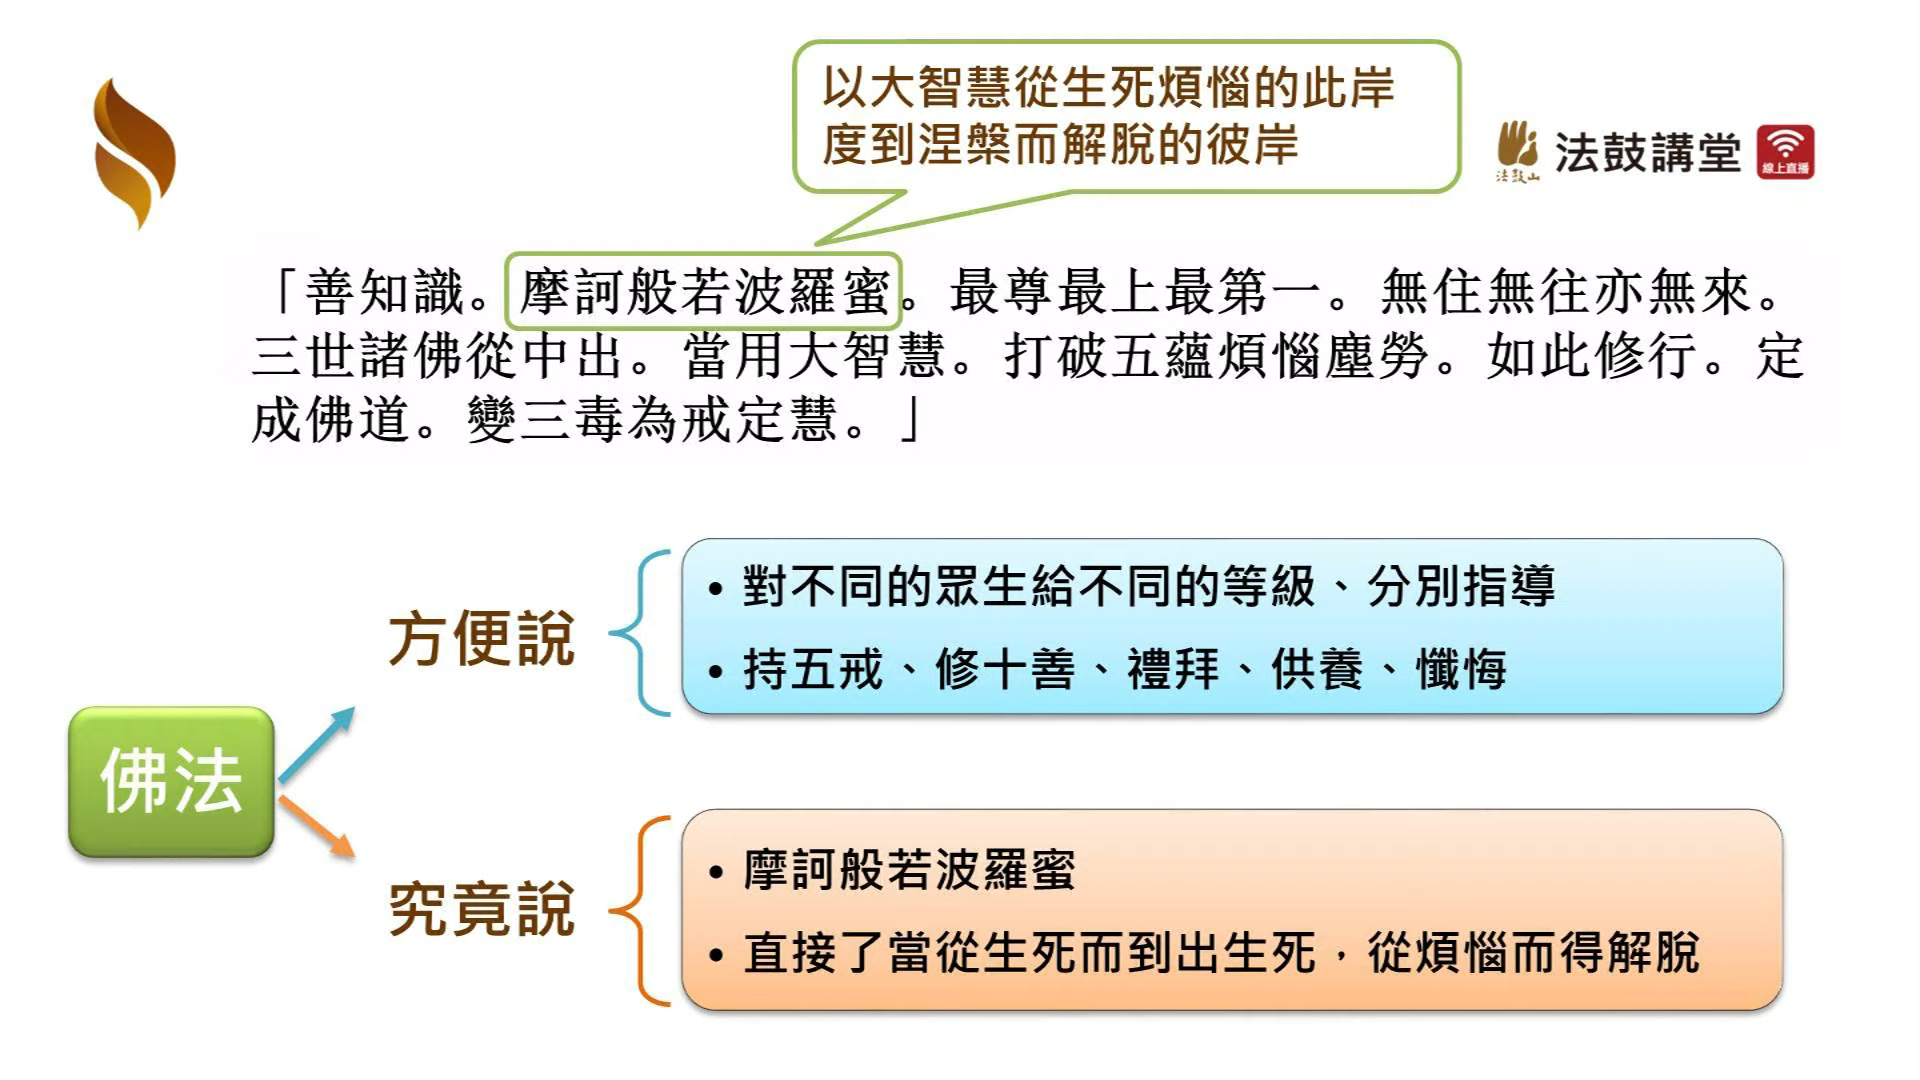 以大智慧從生死煩惱的此岸
度到涅槃而解脫的彼岸
法鼓山
法鼓講堂
線上直播
「善知識。摩訶般若波羅蜜。最尊最上最第一。無住無往亦無來。
三世諸佛從中出。當用大智慧。打破五蘊煩惱塵勞。如此修行。定
成佛道。變三毒為戒定慧。」
方便說
• 對不同的眾生給不同的等級、分別指導
• 持五戒、修十善、禮拜、供養、懺悔
佛法
究竟說
• 摩訶般若波羅蜜
• 直接了當從生死而到出生死，從煩惱而得解脫